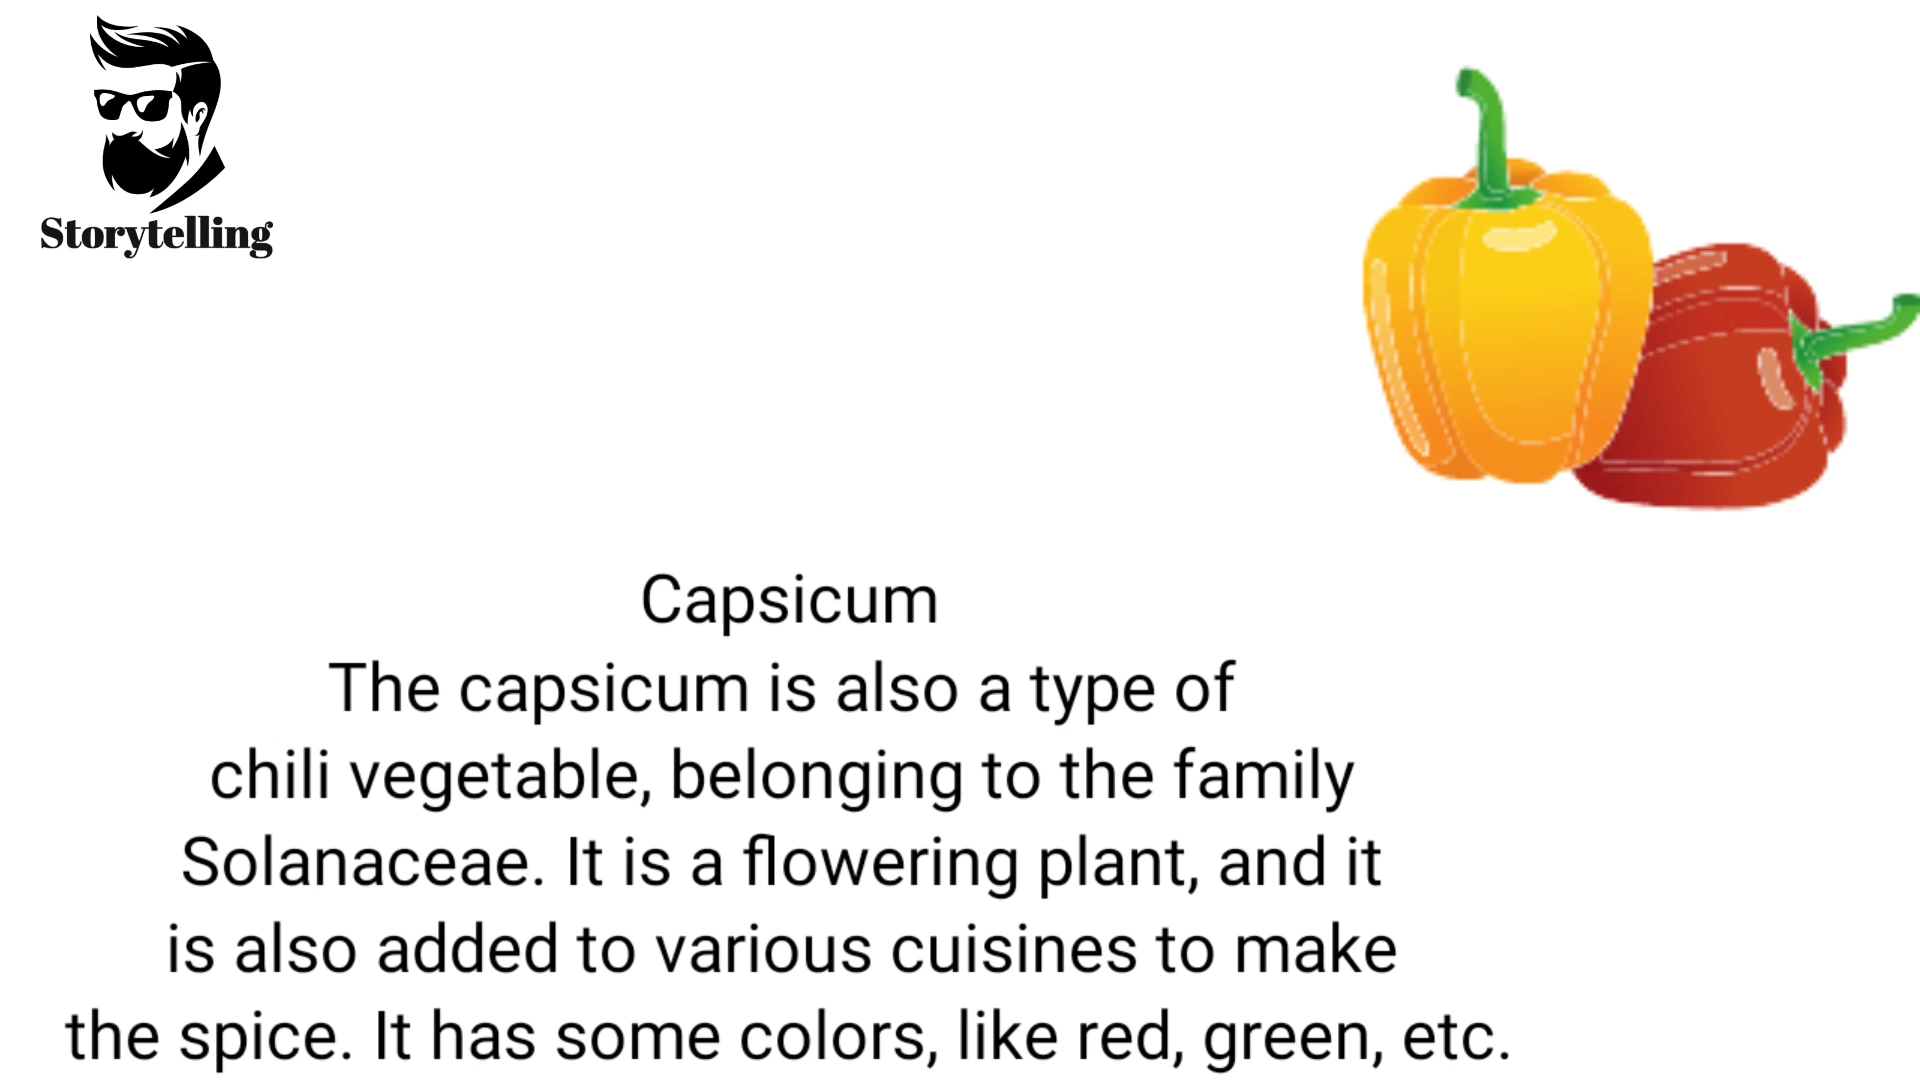 Storytelling
Capsicum
The capsicum is also a type of
chili vegetable, belonging to the family
Solanaceae. It is a flowering plant, and it
is also added to various cuisines to make
the spice. It has some colors, like red, green, etc.